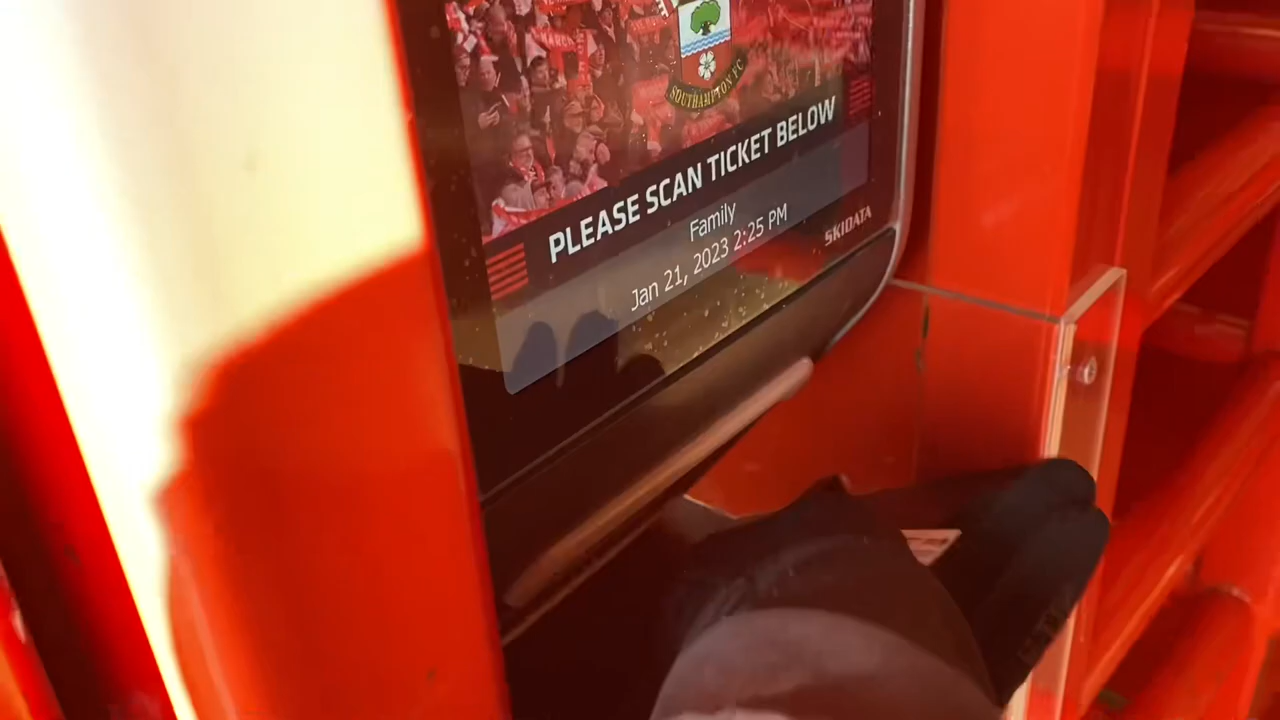 SOUTHAMPTON FC
PLEASE SCAN TICKET BELOW
Family
Jan 21, 2023 2:25 PM
SKIDATA